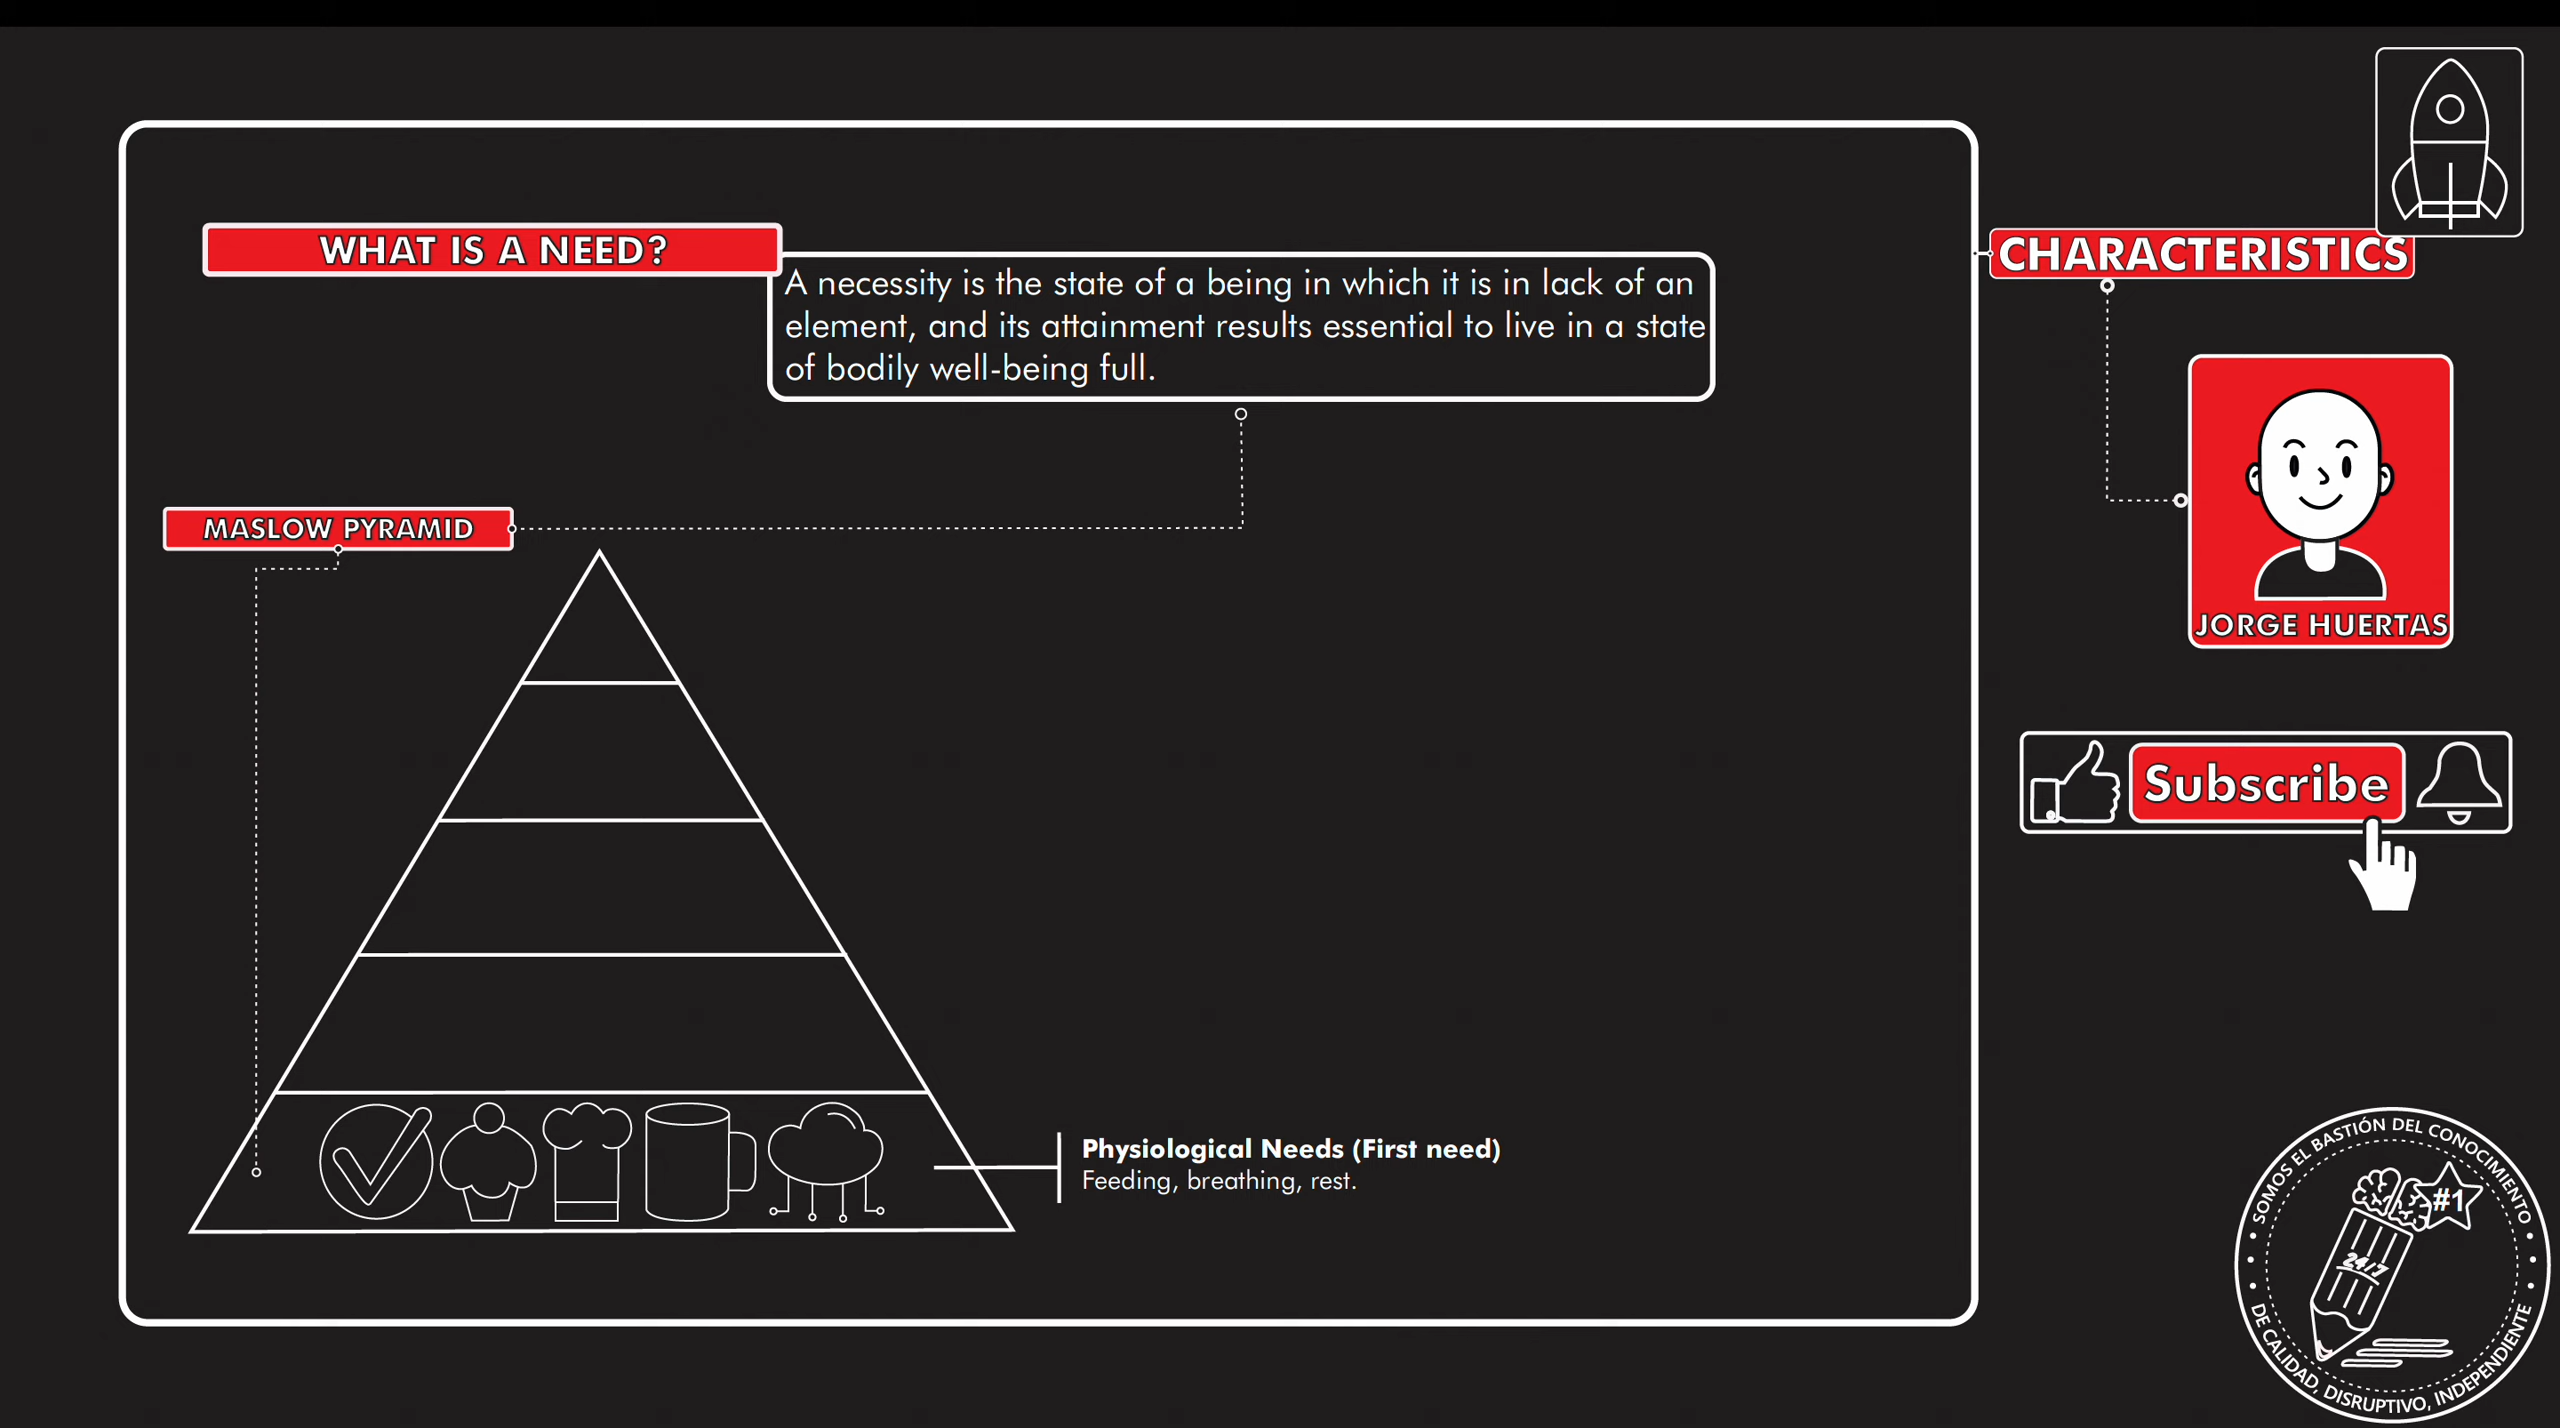 WHAT IS A NEED?
A necessity is the state of a being in which it is in lack of an
element, and its attainment results essential to live in a state
of bodily well-being full.
CHARACTERISTICS
JORGE HUERTAS
MASLOW PYRAMID
Subscribe
Physiological Needs (First need)
Feeding, breathing, rest.
SOMOS EL BASTIÓN DEL CONOCIMIENTO
#1
24/7
DE CALIDAD, DISRUPTIVO, INDEPENDIENTE